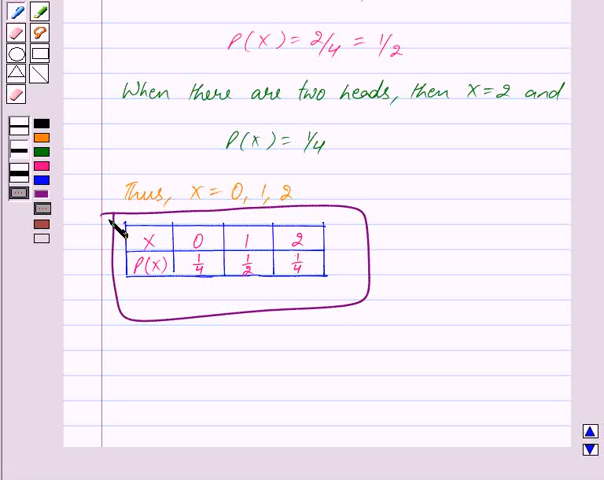 P(X) = 2/4 = 1/2
When there are two heads, then X=2 and
P(X) = 1/4
Thus, X = 0, 1, 2
X 0 1 2
P(X) 1/4 1/2 1/4